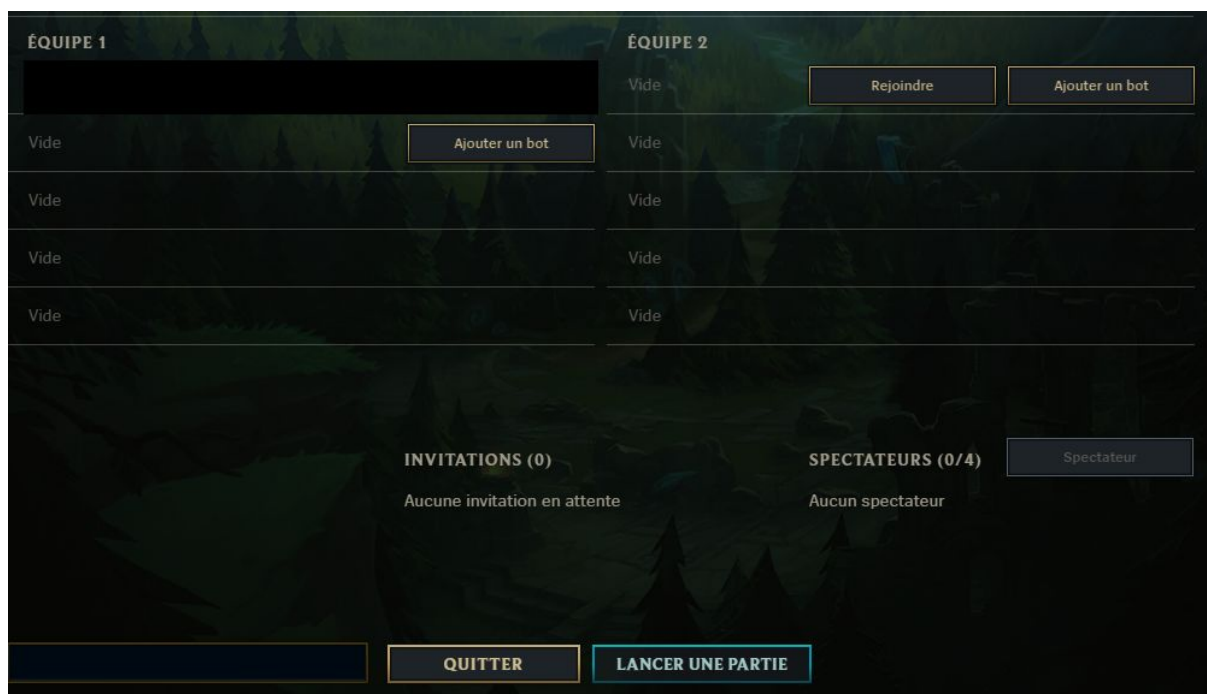 ÉQUIPE 1
ÉQUIPE 2
Vide Rejoindre Ajouter un bot
Vide Ajouter un bot
Vide
Vide
Vide
Vide
Vide
Vide
Vide
INVITATIONS (0)
SPECTATEURS (0/4) Spectateur
Aucune invitation en attente
Aucun spectateur
QUITTER
LANCER UNE PARTIE